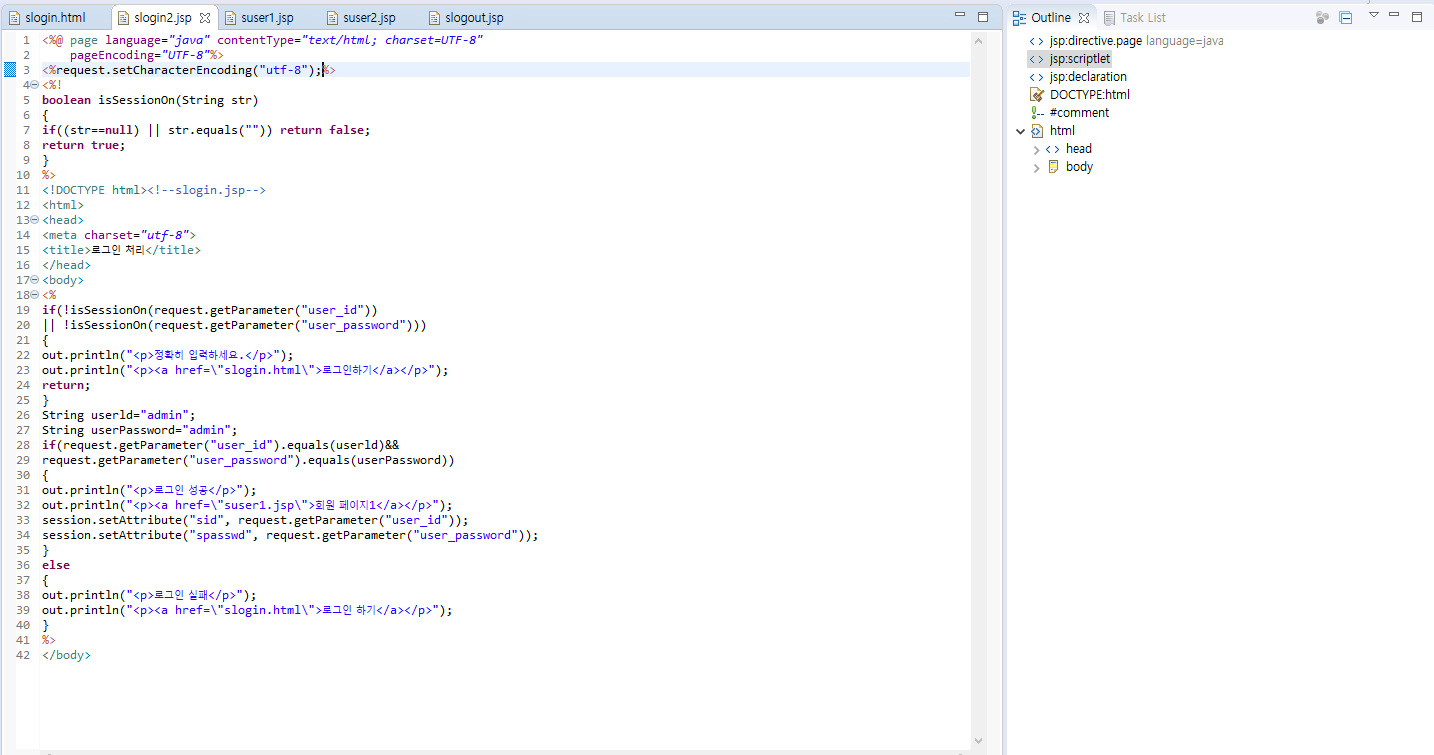 slogin.html slogin2.jsp suser1.jsp suser2.jsp slogout.jsp
1 <%@ page language="java" contentType="text/html; charset=UTF-8"
2 pageEncoding="UTF-8"%>
3 <%request.setCharacterEncoding("utf-8");%>
4 <%!
5 boolean isSessionOn(String str)
6 {
7 if((str==null) || str.equals("")) return false;
8 return true;
9 }
10 %>
11 <!DOCTYPE html><!--slogin.jsp-->
12 <html>
13 <head>
14 <meta charset="utf-8">
15 <title>로그인 처리</title>
16 </head>
17 <body>
18 <%
19 if(!isSessionOn(request.getParameter("user_id"))
20 || !isSessionOn(request.getParameter("user_password")))
21 {
22 out.println("<p>정확히 입력하세요.</p>");
23 out.println("<p><a href=\"slogin.html\">로그인하기</a></p>");
24 return;
25 }
26 String userld="admin";
27 String userPassword="admin";
28 if(request.getParameter("user_id").equals(userld)&&
29 request.getParameter("user_password").equals(userPassword))
30 {
31 out.println("<p>로그인 성공</p>");
32 out.println("<p><a href=\"suser1.jsp\">회원 페이지1</a></p>");
33 session.setAttribute("sid", request.getParameter("user_id"));
34 session.setAttribute("spasswd", request.getParameter("user_password"));
35 }
36 else
37 {
38 out.println("<p>로그인 실패</p>");
39 out.println("<p><a href=\"slogin.html\">로그인 하기</a></p>");
40 }
41 %>
42 </body>
Outline Task List
jsp:directive.page language=java
jsp:scriptlet
jsp:declaration
DOCTYPE:html
#comment
html
head
body